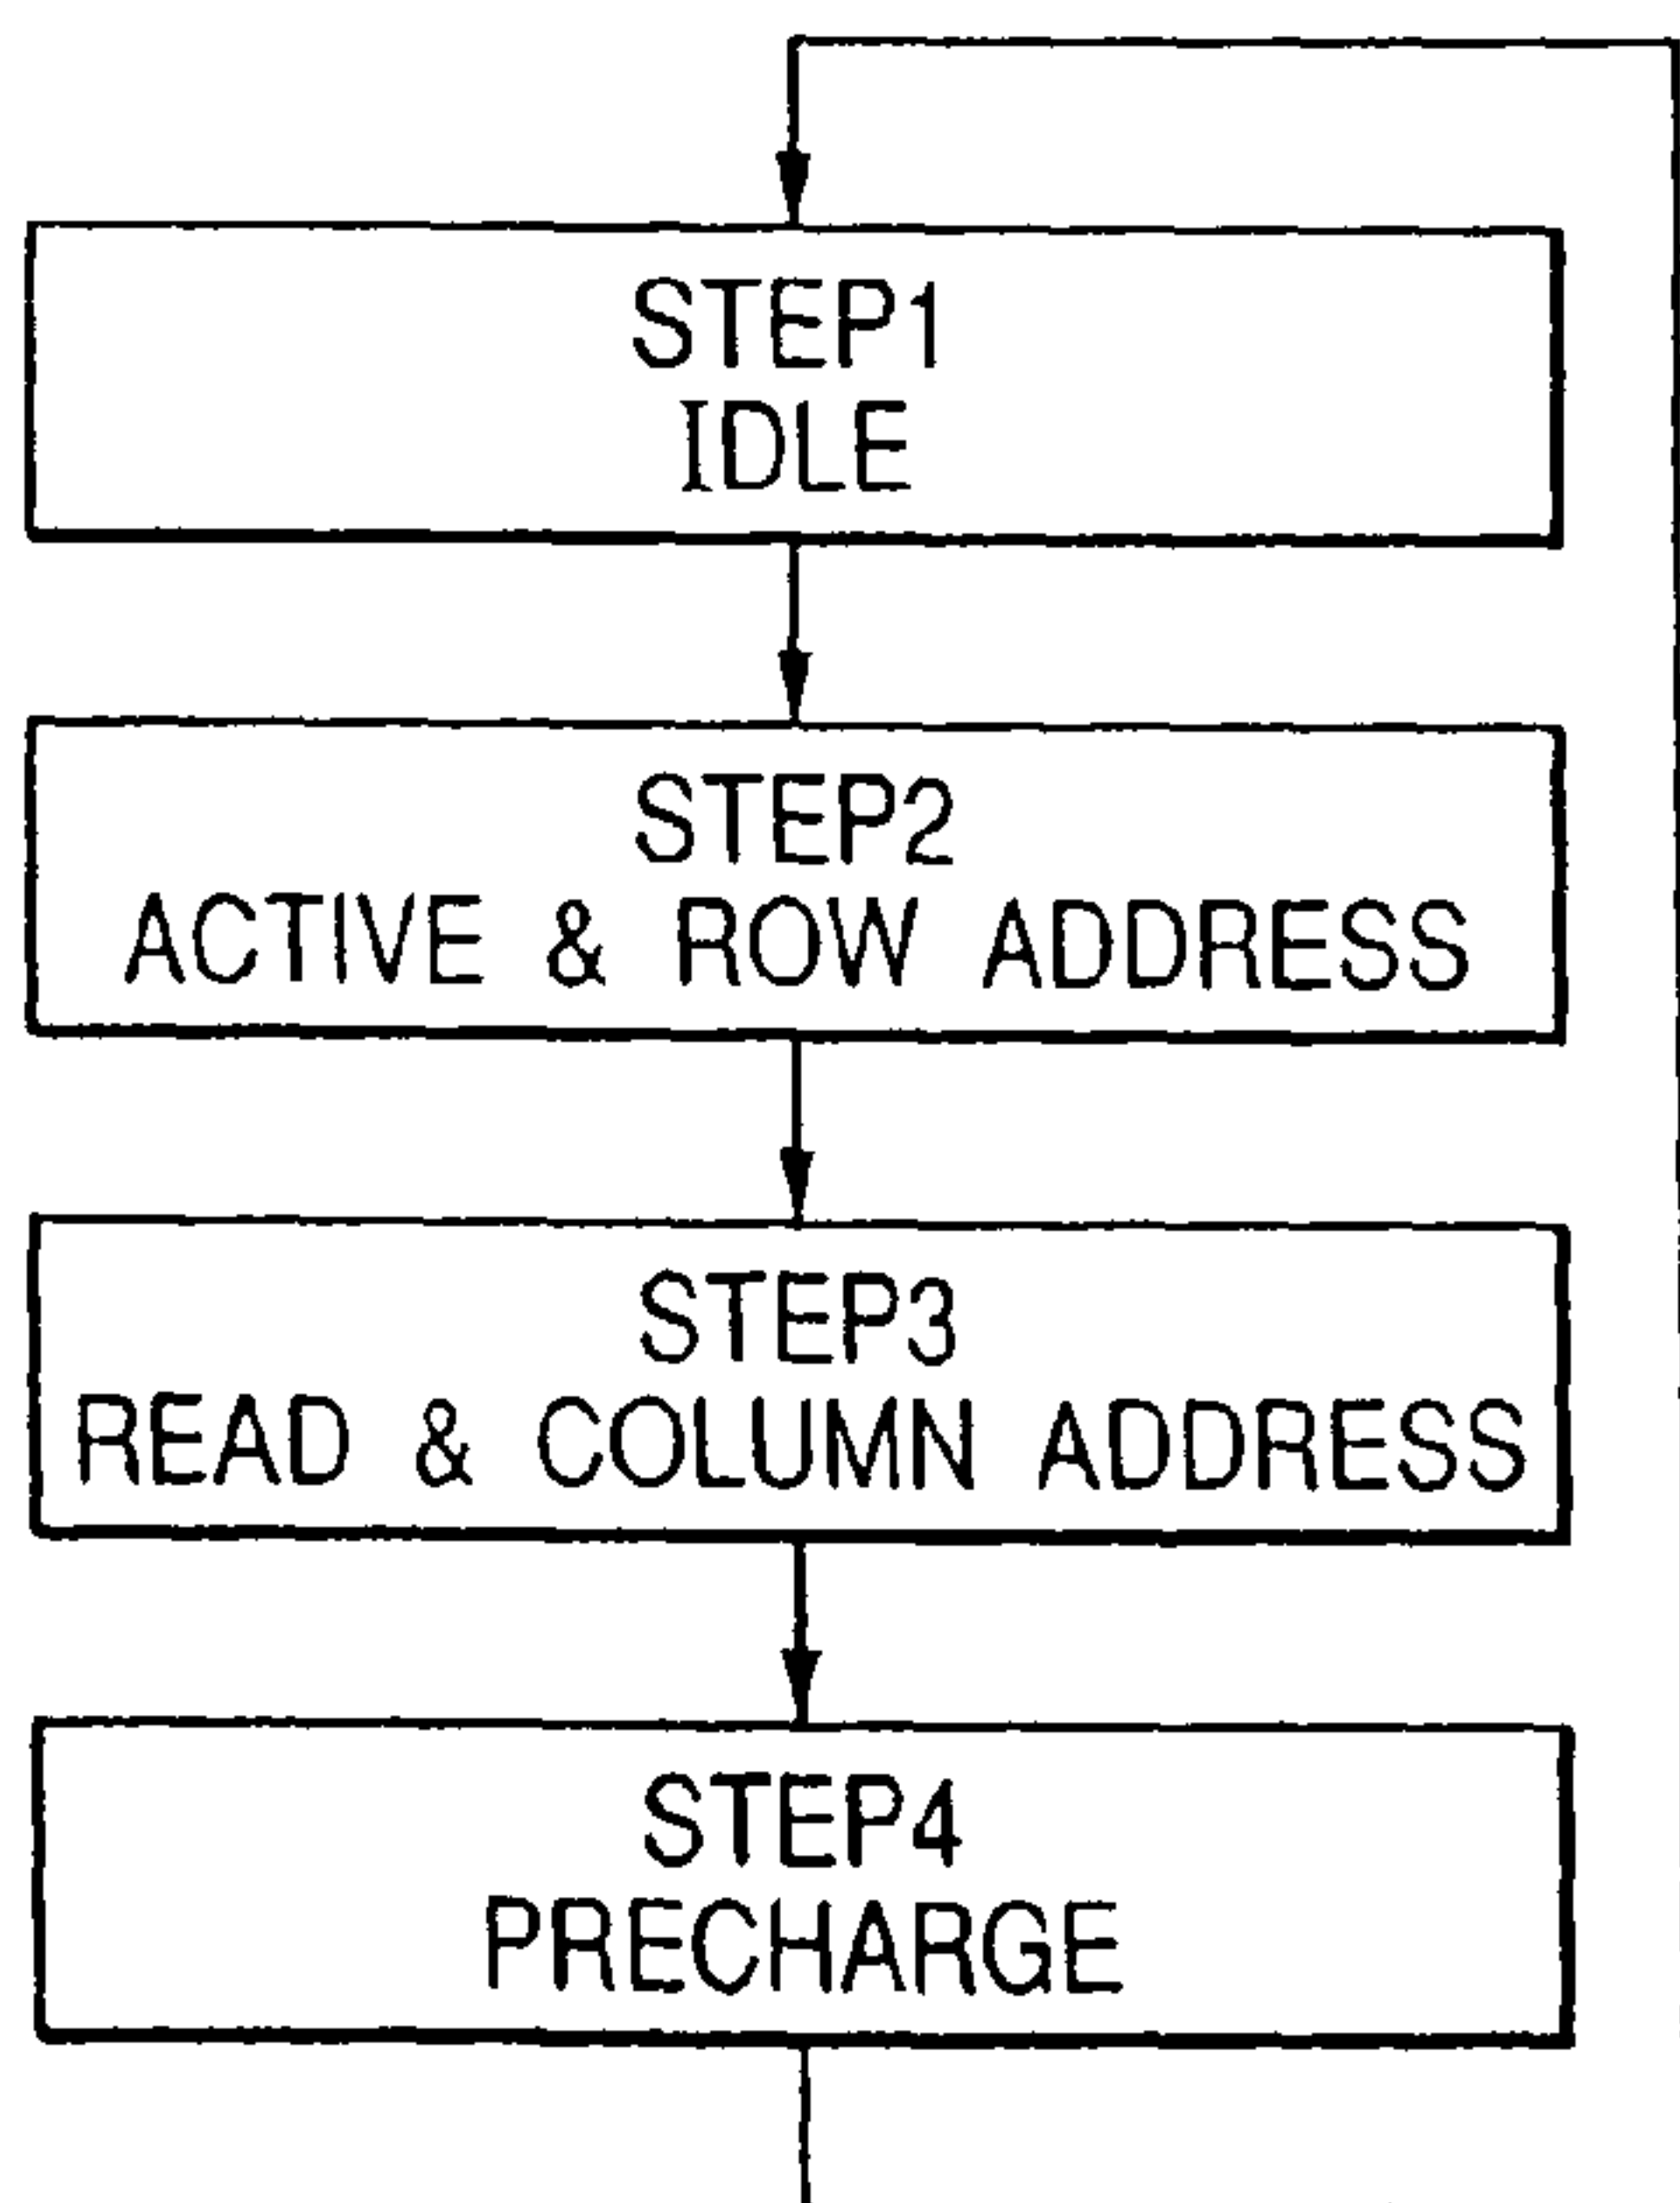 STEP1
IDLE
STEP2
ACTIVE & ROW ADDRESS
STEP3
READ & COLUMN ADDRESS
STEP4
PRECHARGE